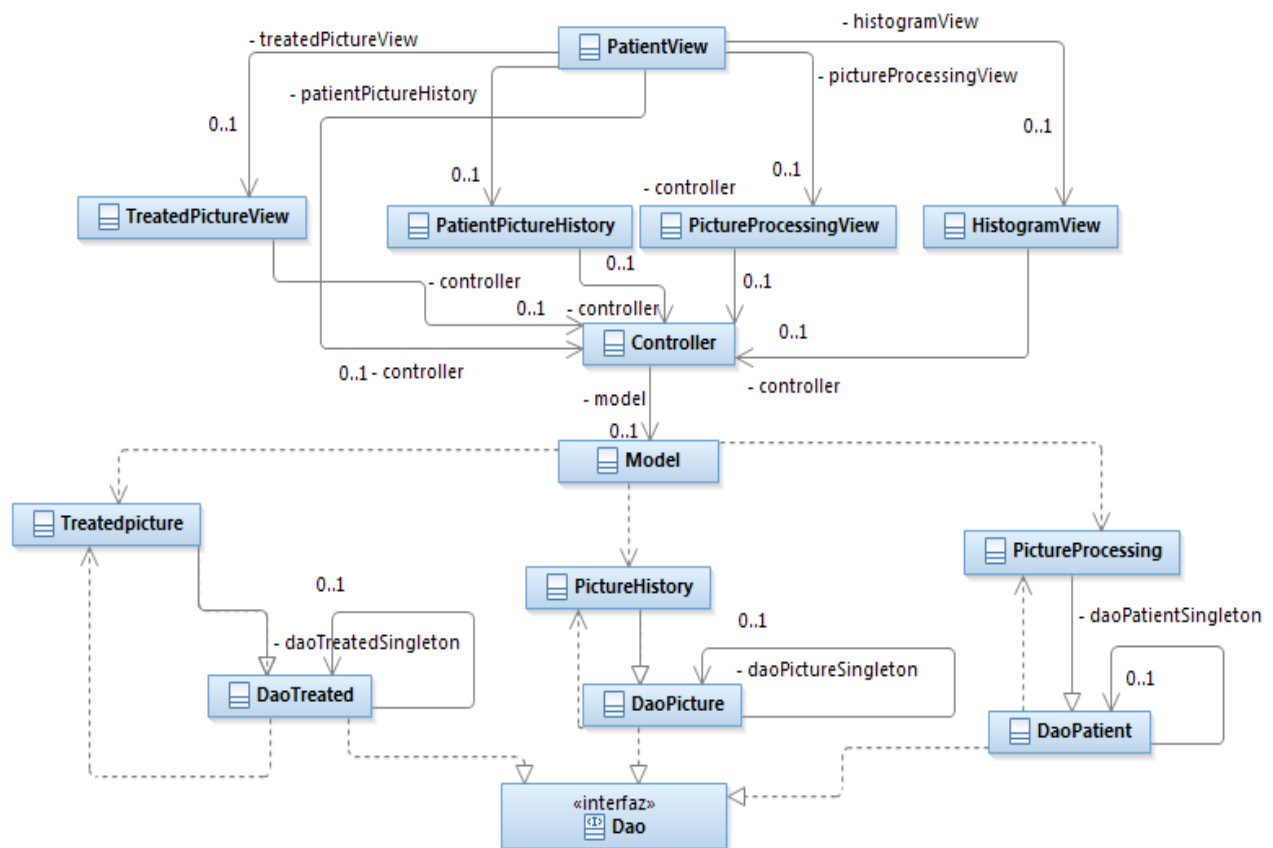 - histogramView
- treatedPictureView
PatientView
- pictureProcessingView
- patientPictureHistory
0..1
0..1
0..1
0..1
- controller
TreatedPictureView
PatientPictureHistory
PictureProcessingView
HistogramView
0..1
- controller
0..1
0..1
- controller
0..1
Controller
0..1
0..1 - controller
- controller
- model
0..1
Model
Treatedpicture
PictureProcessing
PictureHistory
0..1
0..1
- daoPatientSingleton
- daoTreatedSingleton
- daoPictureSingleton
0..1
DaoTreated
DaoPicture
DaoPatient
«interfaz»
Dao